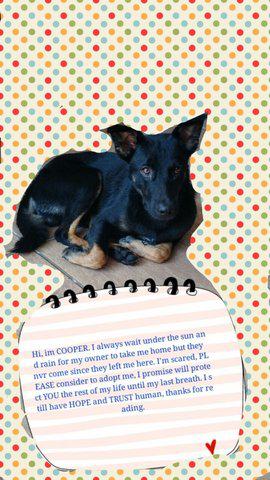 Hi, im COOPER. I always wait under the sun an
d rain for my owner to take me home but they
nvr come since they left me here. I'm scared, PL
EASE consider to adopt me, I promise will prote
ct YOU the rest of my life until my last breath. I s
till have HOPE and TRUST human, thanks for re
ading.